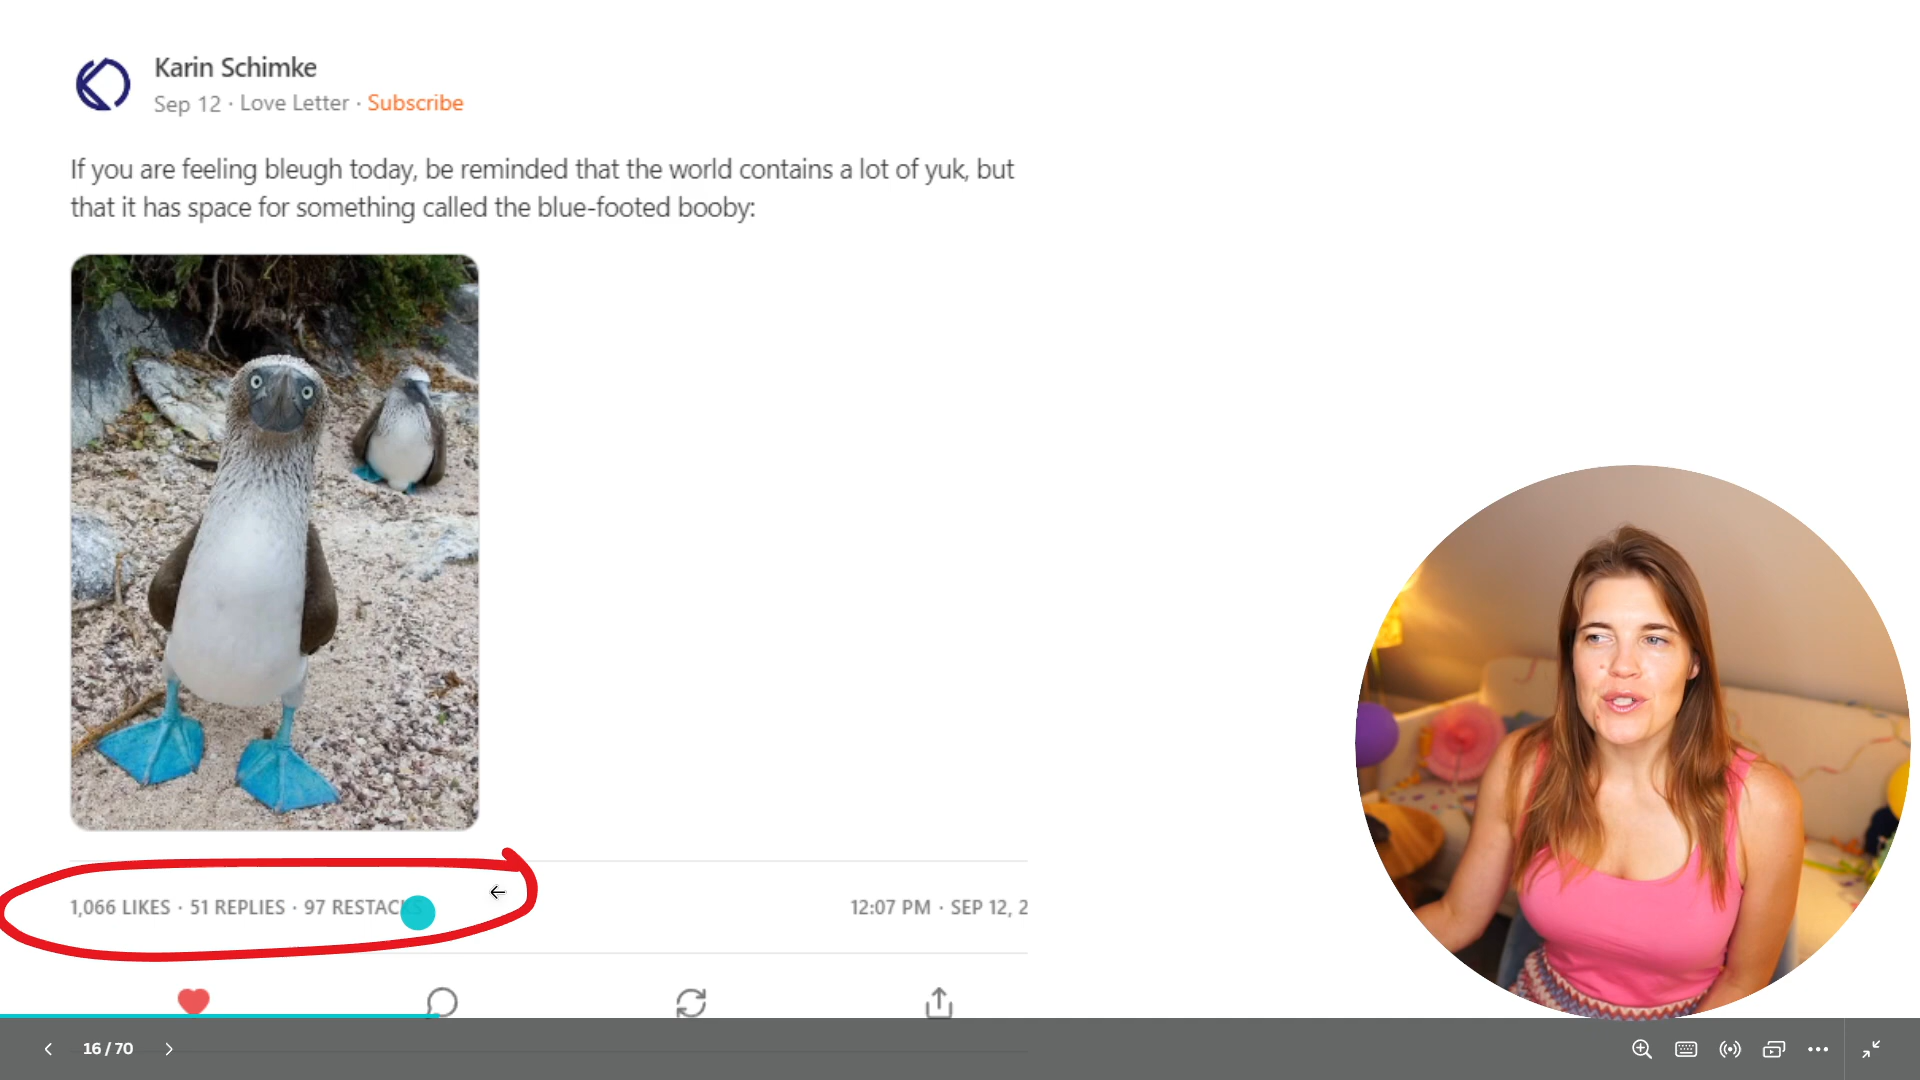 Karin Schimke
Sep 12 · Love Letter · Subscribe
If you are feeling bleugh today, be reminded that the world contains a lot of yuk, but
that it has space for something called the blue-footed booby:
1,066 LIKES · 51 REPLIES · 97 RESTACKS
12:07 PM · SEP 12, 2
16 / 70